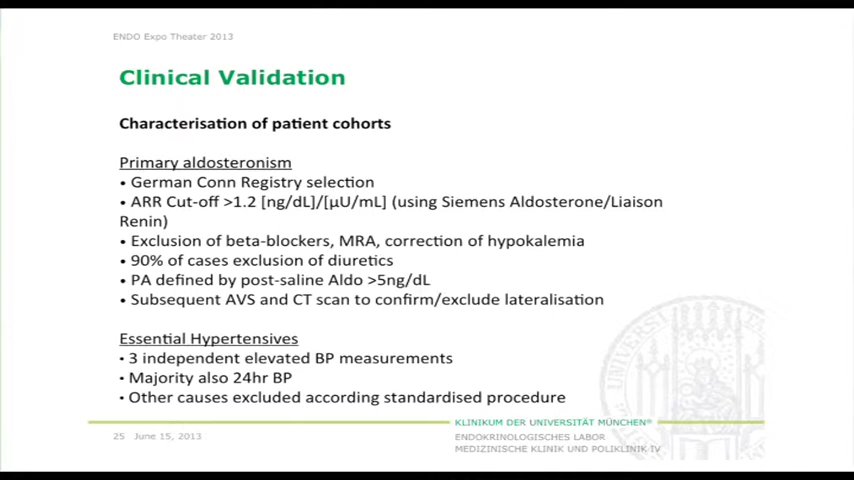 ENDO Expo Theater 2013
Clinical Validation
Characterisation of patient cohorts
Primary aldosteronism
• German Conn Registry selection
• ARR Cut-off >1.2 [ng/dL]/[µU/mL] (using Siemens Aldosterone/Liaison
Renin)
• Exclusion of beta-blockers, MRA, correction of hypokalemia
• 90% of cases exclusion of diuretics
• PA defined by post-saline Aldo >5ng/dL
• Subsequent AVS and CT scan to confirm/exclude lateralisation
Essential Hypertensives
• 3 independent elevated BP measurements
• Majority also 24hr BP
• Other causes excluded according standardised procedure
KLINIKUM DER UNIVERSITÄT MÜNCHEN®
25 June 15, 2013
ENDOKRINOLOGISCHES LABOR
MEDIZINISCHE KLINIK UND POLIKLINIK IV